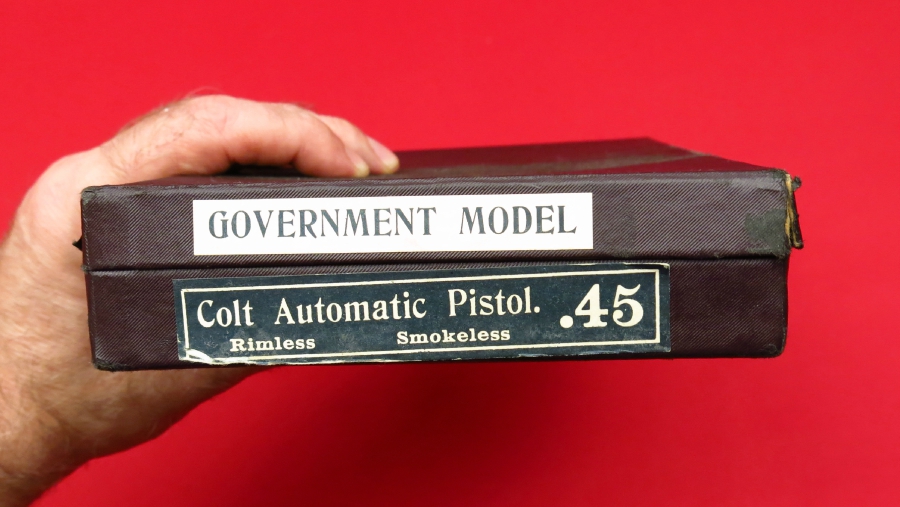 GOVERNMENT MODEL
Colt Automatic Pistol. .45
Rimless Smokeless